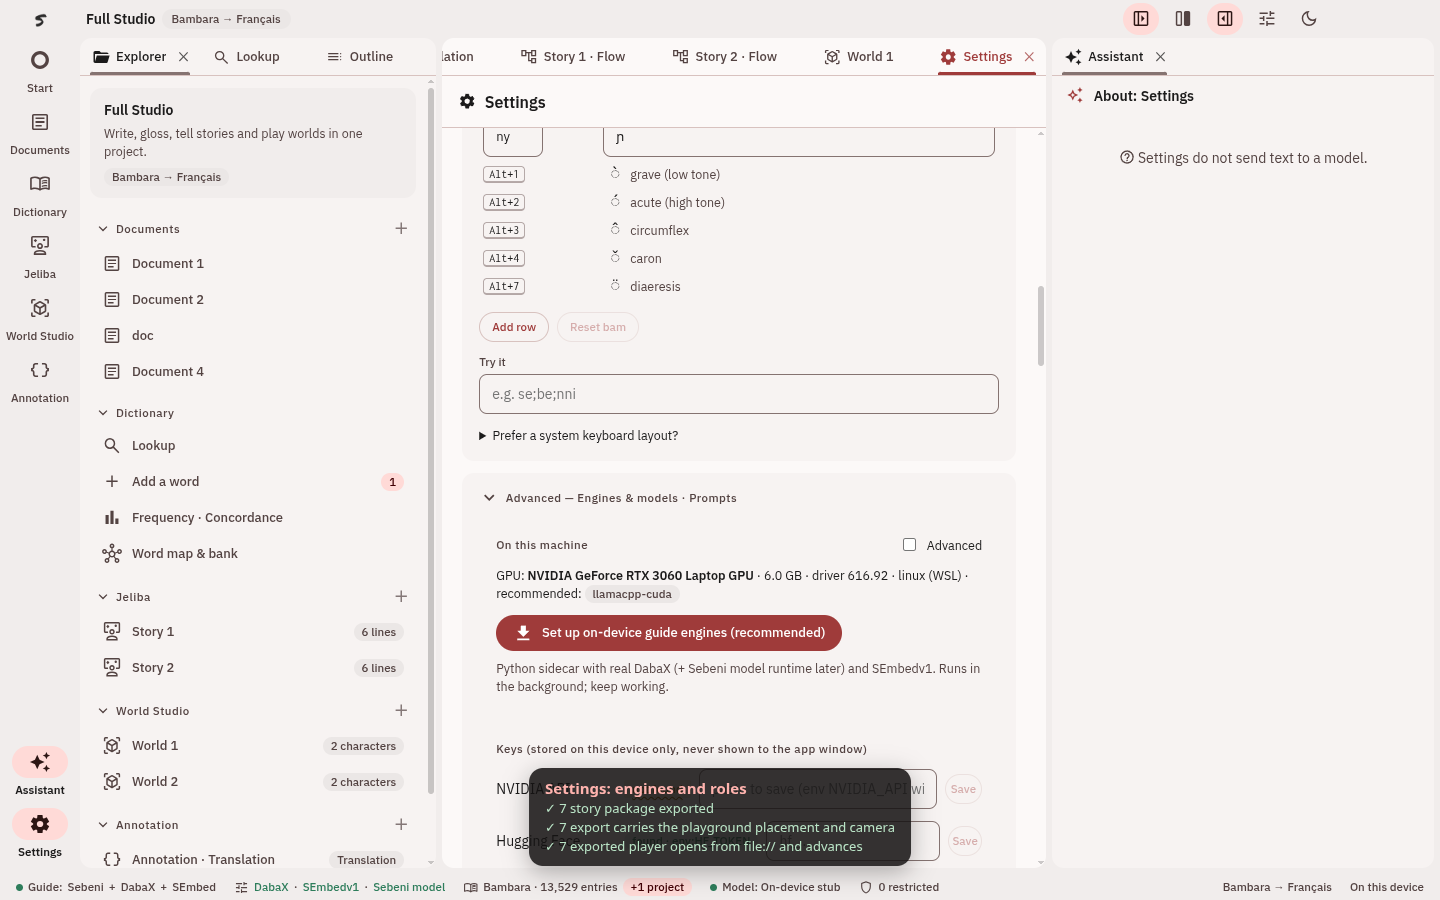 Full Studio
Bambara → Français
Start
Documents
Dictionary
Jeliba
World Studio
Annotation
Assistant
Settings
Explorer
Lookup
Outline
Full Studio
Write, gloss, tell stories and play worlds in one
project.
Bambara → Français
Documents
Document 1
Document 2
doc
Document 4
Dictionary
Lookup
Add a word
1
Frequency · Concordance
Word map & bank
Jeliba
Story 1
6 lines
Story 2
6 lines
World Studio
World 1
2 characters
World 2
2 characters
Annotation
Annotation · Translation
Translation
lation
Story 1 · Flow
Story 2 · Flow
World 1
Settings
Settings
ny
ɲ
Alt+1 ◌̀ grave (low tone)
Alt+2 ◌́ acute (high tone)
Alt+3 ◌̂ circumflex
Alt+4 ◌̌ caron
Alt+7 ◌̈ diaeresis
Add row
Reset bam
Try it
e.g. se;be;nni
Prefer a system keyboard layout?
Advanced — Engines & models · Prompts
On this machine
Advanced
GPU: NVIDIA GeForce RTX 3060 Laptop GPU · 6.0 GB · driver 616.92 · linux (WSL) ·
recommended: llamacpp-cuda
Set up on-device guide engines (recommended)
Python sidecar with real DabaX (+ Sebeni model runtime later) and SEmbedv1. Runs in
the background; keep working.
Keys (stored on this device only, never shown to the app window)
NVIDIA
to save (env NVIDIA_API
wi
Save
Hugging Face
Save
Settings: engines and roles
✓ 7 story package exported
✓ 7 export carries the playground placement and camera
✓ 7 exported player opens from file:// and advances
Assistant
About: Settings
Settings do not send text to a model.
Guide: Sebeni + DabaX + SEmbed
DabaX · SEmbedv1 · Sebeni model
Bambara · 13,529 entries
+1 project
Model: On-device stub
0 restricted
Bambara → Français
On this device